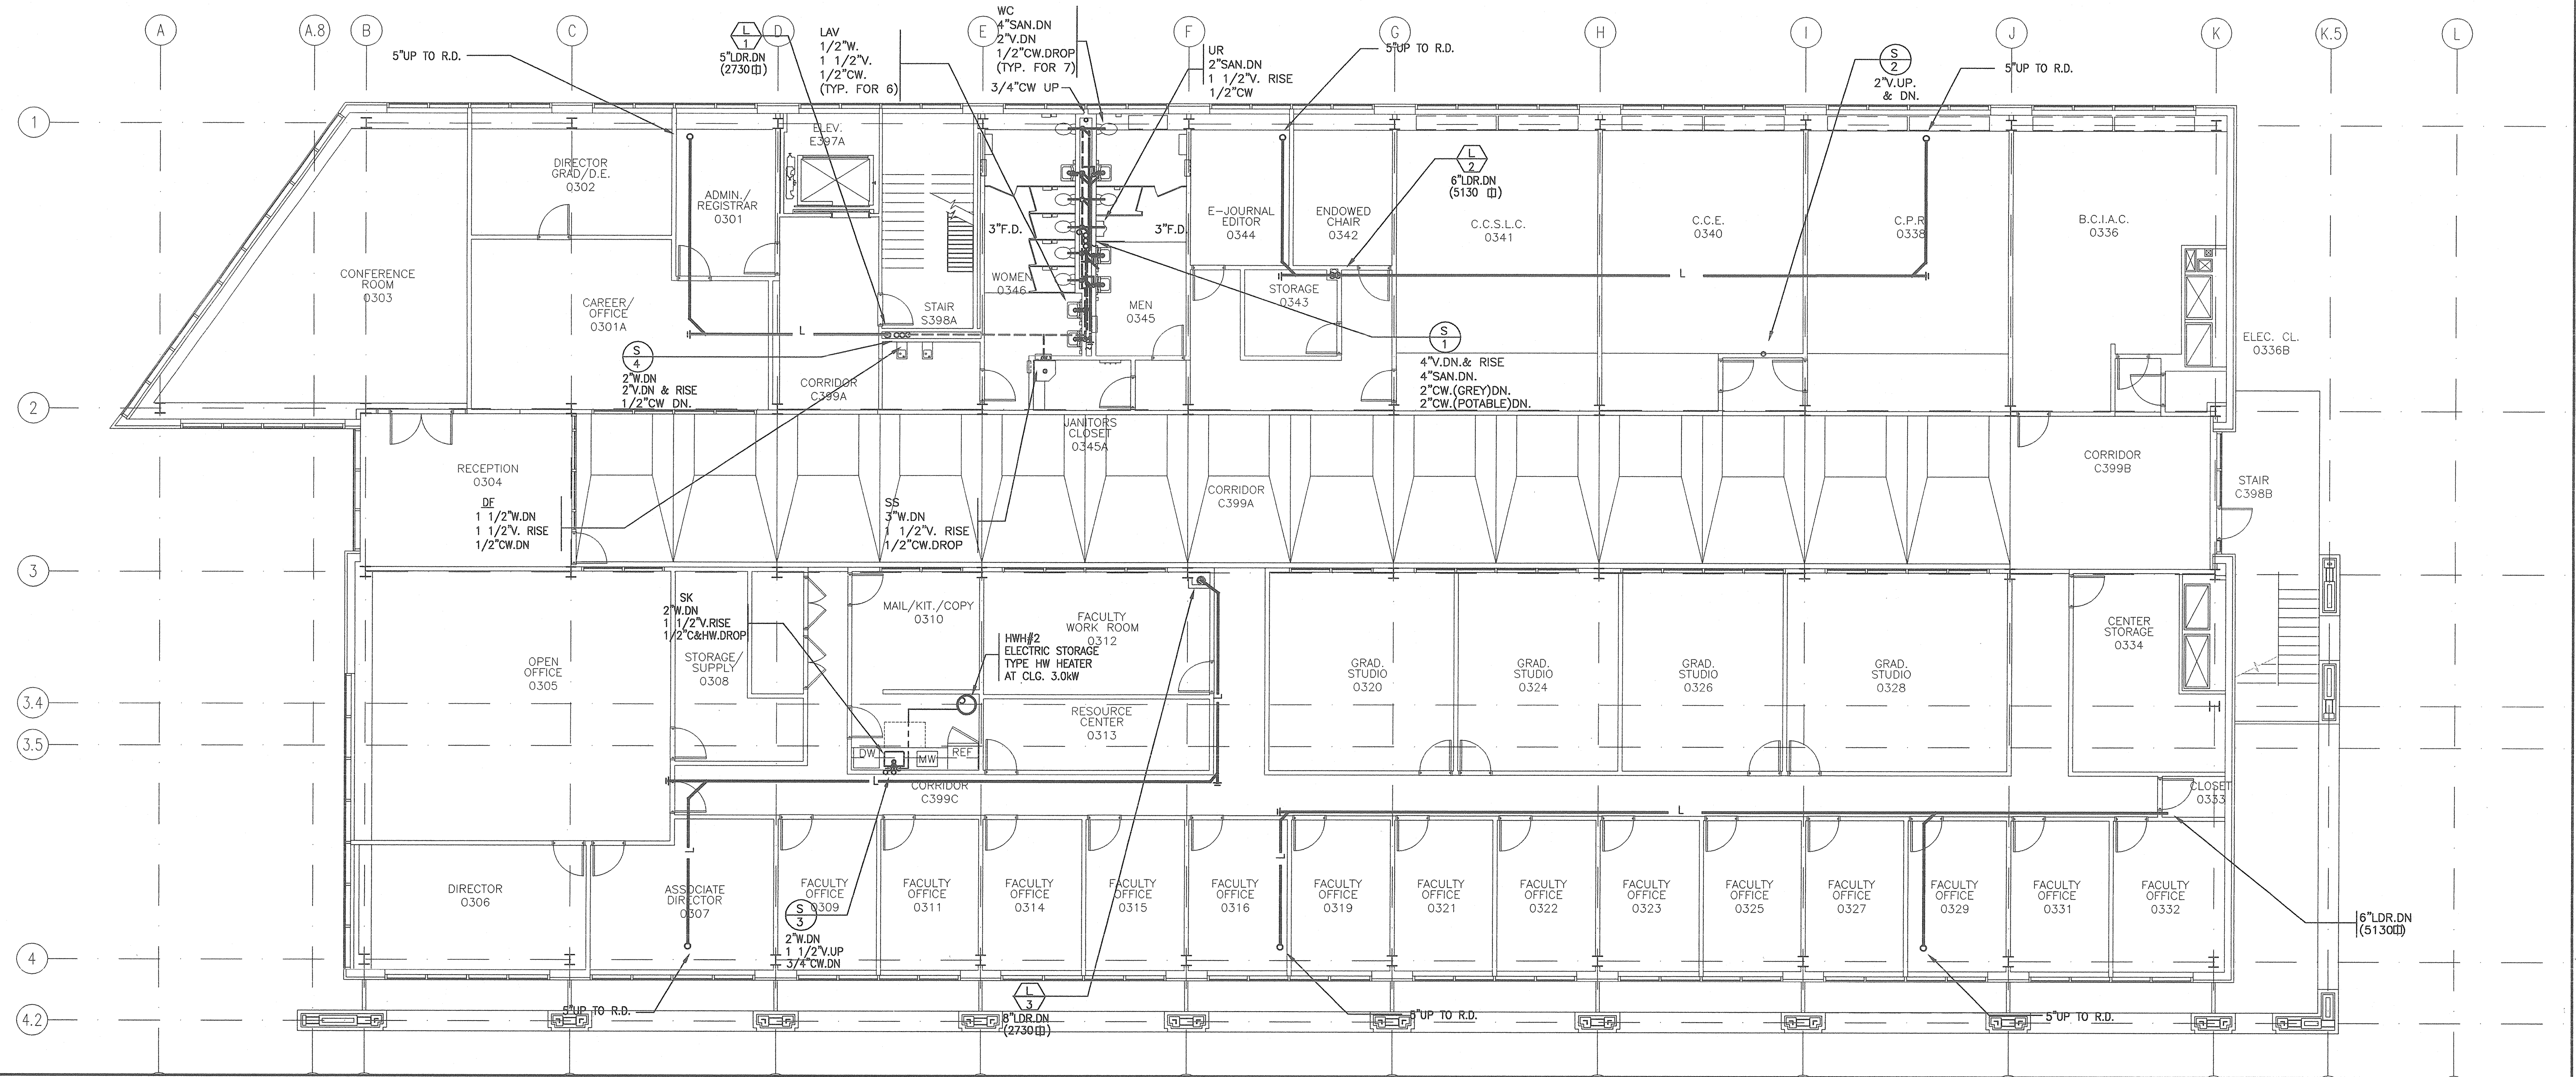 A
A.8
B
C
D
E
F
G
H
I
J
K
K.5
L
5"UP TO R.D.
L
1
5"LDR.DN
(2730)
LAV
1/2"W.
1 1/2"V.
1/2"CW.
(TYP. FOR 6)
WC
4"SAN.DN
2"V.DN
1/2"CW.DROP
(TYP. FOR 7)
3/4"CW UP
UR
2"SAN.DN
1 1/2"V. RISE
1/2"CW
5"UP TO R.D.
S
2
2"V.UP.
& DN.
5"UP TO R.D.
1
DIRECTOR
GRAD/D.E.
0302
ADMIN./
REGISTRAR
0301
ELEV.
E397A
CONFERENCE
ROOM
0303
CAREER/
OFFICE
0301A
L
STAIR
S398A
3"F.D.
WOMEN
0346
3"F.D.
MEN
0345
E-JOURNAL
EDITOR
0344
ENDOWED
CHAIR
0342
STORAGE
0343
L
2
6"LDR.DN
(5130)
C.C.S.L.C.
0341
C.C.E.
0340
C.P.R
0338
B.C.I.A.C.
0336
L
ELEC. CL.
0336B
S
4
2"W.DN
2"V.DN & RISE
1/2"CW DN.
CORRIDOR
C399A
S
1
4"V.DN.& RISE
4"SAN.DN.
2"CW.(GREY)DN.
2"CW.(POTABLE)DN.
2
JANITORS
CLOSET
0345A
RECEPTION
0304
DF
1 1/2"W.DN
1 1/2"V. RISE
1/2"CW.DN
SS
3"W.DN
1 1/2"V. RISE
1/2"CW.DROP
CORRIDOR
C399A
CORRIDOR
C399B
STAIR
C398B
3
SK
2"W.DN
1 1/2"V.RISE
1/2"C&HW.DROP
STORAGE/
SUPPLY
0308
MAIL/KIT./COPY
0310
HWH#2
ELECTRIC STORAGE
TYPE HW HEATER
AT CLG. 3.0kW
FACULTY
WORK ROOM
0312
OPEN
OFFICE
0305
GRAD.
STUDIO
0320
GRAD.
STUDIO
0324
GRAD.
STUDIO
0326
GRAD.
STUDIO
0328
CENTER
STORAGE
0334
3.4
RESOURCE
CENTER
0313
3.5
DW
MW
REF
L
CORRIDOR
C399C
L
CLOSET
0333
L
L
DIRECTOR
0306
ASSOCIATE
DIRECTOR
0307
FACULTY
OFFICE
0309
FACULTY
OFFICE
0311
FACULTY
OFFICE
0314
FACULTY
OFFICE
0315
FACULTY
OFFICE
0316
FACULTY
OFFICE
0319
FACULTY
OFFICE
0321
FACULTY
OFFICE
0322
FACULTY
OFFICE
0323
FACULTY
OFFICE
0325
FACULTY
OFFICE
0327
FACULTY
OFFICE
0329
FACULTY
OFFICE
0331
FACULTY
OFFICE
0332
6"LDR.DN
(5130)
S
3
2"W.DN
1 1/2"V.UP
3/4"CW.DN
4
L
3
8"LDR.DN
(2730)
5"UP TO R.D.
5"UP TO R.D.
5"UP TO R.D.
4.2